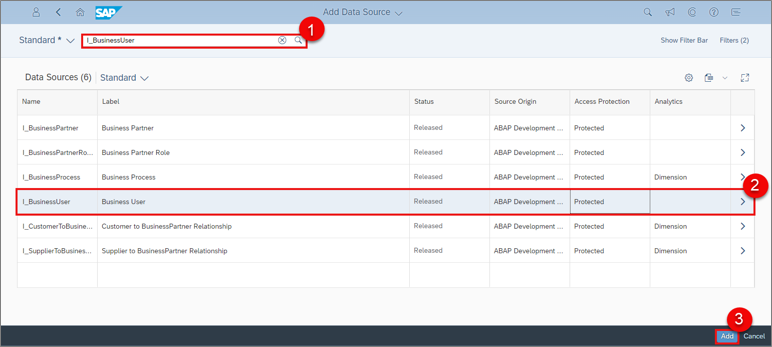 SAP
Add Data Source
1
Standard *
I_BusinessUser
Show Filter Bar
Filters (2)
Data Sources (6)
Standard
Name Label Status Source Origin Access Protection Analytics
I_BusinessPartner Business Partner Released ABAP Development ... Protected
I_BusinessPartnerRo... Business Partner Role Released ABAP Development ... Protected
I_BusinessProcess Business Process Released ABAP Development ... Protected Dimension
2
I_BusinessUser Business User Released ABAP Development ... Protected
I_CustomerToBusine... Customer to BusinessPartner Relationship Released ABAP Development ... Protected Dimension
I_SupplierToBusines... Supplier to BusinessPartner Relationship Released ABAP Development ... Protected Dimension
3
Add Cancel